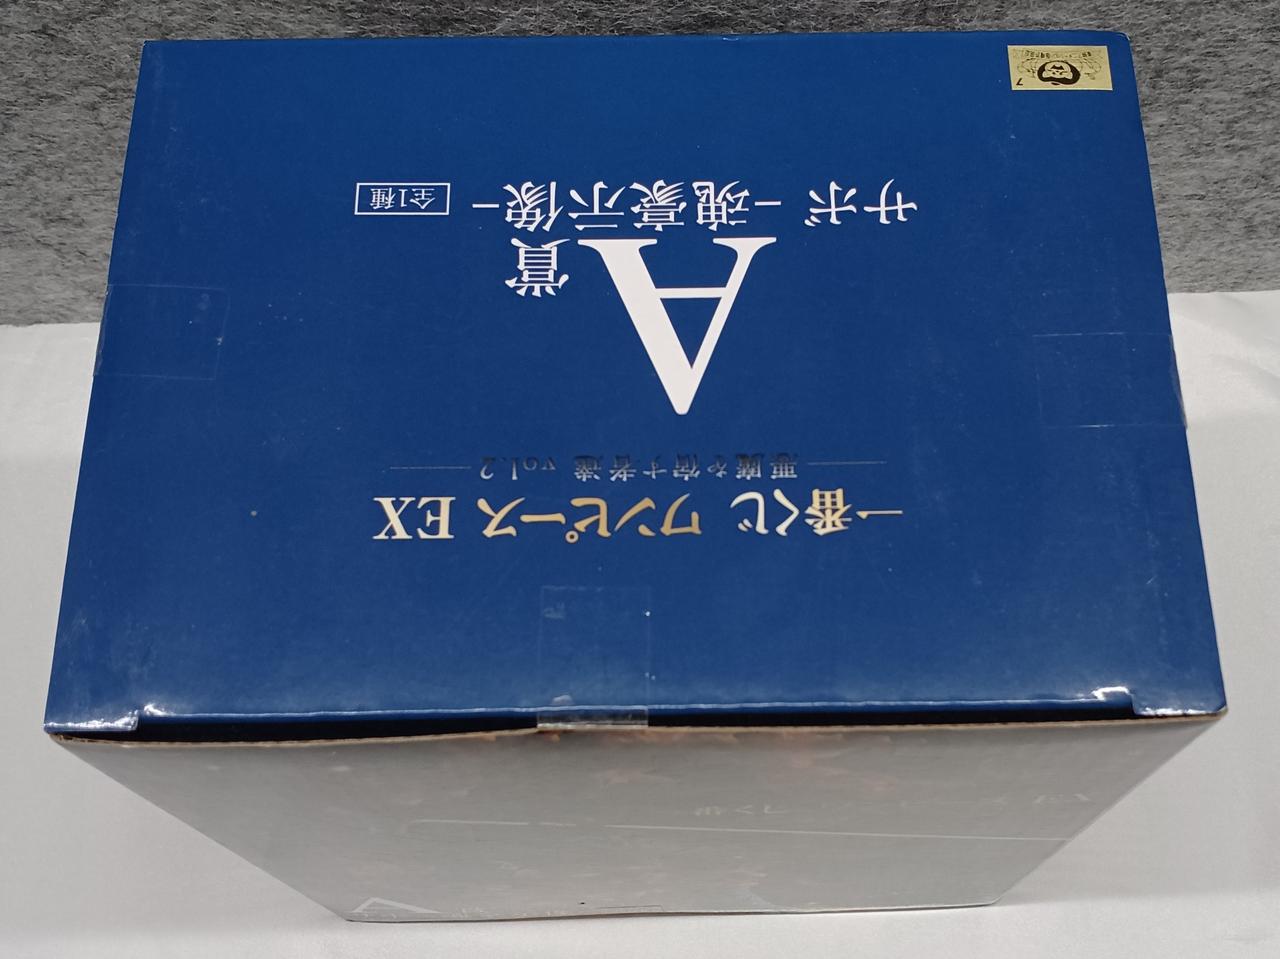 一番くじ ワンピース EX
悪魔を宿す者達 vol.2
A賞
サボ -魂豪示像-
全1種